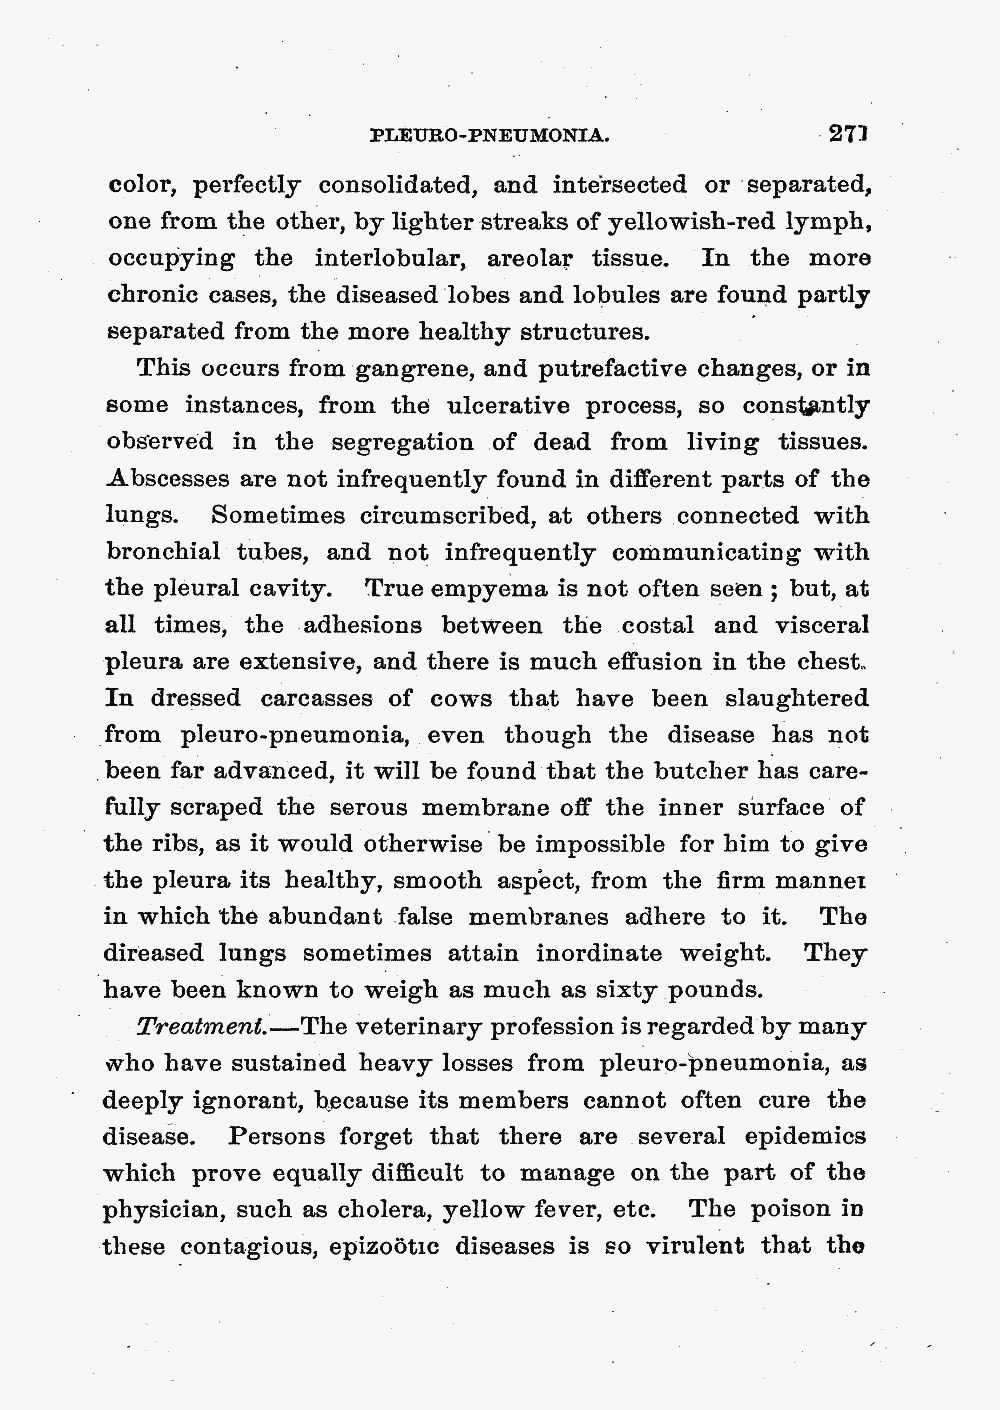 PLEURO-PNEUMONIA. 271
color, perfectly consolidated, and intersected or separated,
one from the other, by lighter streaks of yellowish-red lymph,
occupying the interlobular, areolar tissue. In the more
chronic cases, the diseased lobes and lobules are found partly
separated from the more healthy structures.
This occurs from gangrene, and putrefactive changes, or in
some instances, from the ulcerative process, so constantly
observed in the segregation of dead from living tissues.
Abscesses are not infrequently found in different parts of the
lungs. Sometimes circumscribed, at others connected with
bronchial tubes, and not infrequently communicating with
the pleural cavity. True empyema is not often seen ; but, at
all times, the adhesions between the costal and visceral
pleura are extensive, and there is much effusion in the chest.
In dressed carcasses of cows that have been slaughtered
from pleuro-pneumonia, even though the disease has not
been far advanced, it will be found that the butcher has care-
fully scraped the serous membrane off the inner surface of
the ribs, as it would otherwise be impossible for him to give
the pleura its healthy, smooth aspect, from the firm manner
in which the abundant false membranes adhere to it. The
direased lungs sometimes attain inordinate weight. They
have been known to weigh as much as sixty pounds.
Treatment.—The veterinary profession is regarded by many
who have sustained heavy losses from pleuro-pneumonia, as
deeply ignorant, because its members cannot often cure the
disease. Persons forget that there are several epidemics
which prove equally difficult to manage on the part of the
physician, such as cholera, yellow fever, etc. The poison in
these contagious, epizoötic diseases is so virulent that the